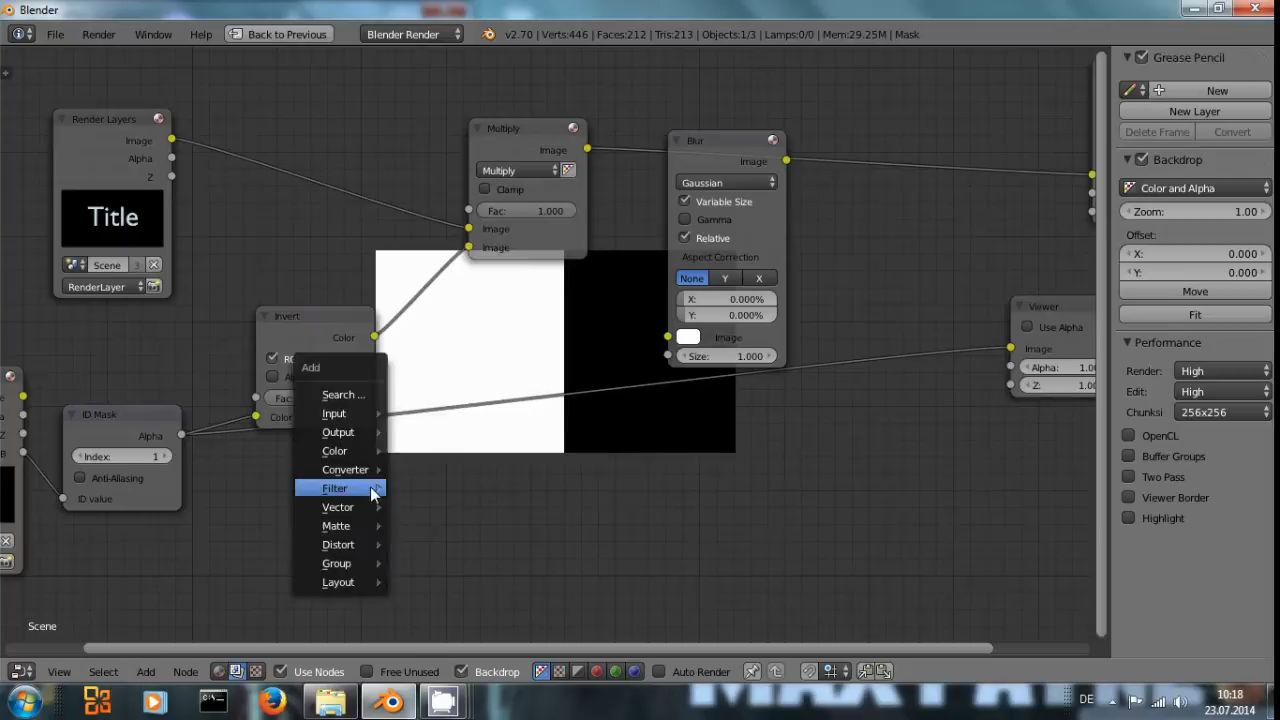 Blender
File Render Window Help Back to Previous Blender Render v2.70 | Verts:446 | Faces:212 | Tris:213 | Objects:1/3 | Lamps:0/0 | Mem:29.25M | Mask
Render Layers
Image
Alpha
Z
Title
Scene 3
RenderLayer
Multiply
Image
Multiply
Clamp
Fac: 1.000
Image
Image
Blur
Image
Gaussian
Variable Size
Gamma
Relative
Aspect Correction
None Y X
X: 0.000%
Y: 0.000%
Image
Size: 1.000
Invert
Color
Color
ID Mask
Alpha
Index: 1
Anti-Aliasing
ID value
Add
Search ...
Input
Output
Color
Converter
Filter
Vector
Matte
Distort
Group
Layout
Viewer
Use Alpha
Image
Alpha: 1.00
Z: 1.00
Grease Pencil
New
New Layer
Delete Frame Convert
Backdrop
Color and Alpha
Zoom: 1.00
Offset:
X: 0.000
Y: 0.000
Move
Fit
Performance
Render: High
Edit: High
Chunksi 256x256
OpenCL
Buffer Groups
Two Pass
Viewer Border
Highlight
Scene
View Select Add Node Use Nodes Free Unused Backdrop Auto Render
DE
10:18
23.07.2014